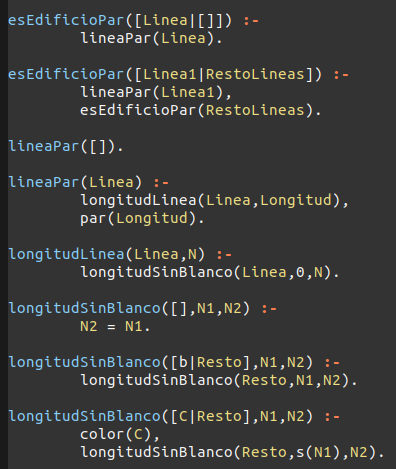 esEdificioPar([Linea|[]]) :-
lineaPar(Linea).
esEdificioPar([Linea1|RestoLineas]) :-
lineaPar(Linea1),
esEdificioPar(RestoLineas).
lineaPar([]).
lineaPar(Linea) :-
longitudLinea(Linea,Longitud),
par(Longitud).
longitudLinea(Linea,N) :-
longitudSinBlanco(Linea,0,N).
longitudSinBlanco([],N1,N2) :-
N2 = N1.
longitudSinBlanco([b|Resto],N1,N2) :-
longitudSinBlanco(Resto,N1,N2).
longitudSinBlanco([C|Resto],N1,N2) :-
color(C),
longitudSinBlanco(Resto,s(N1),N2).